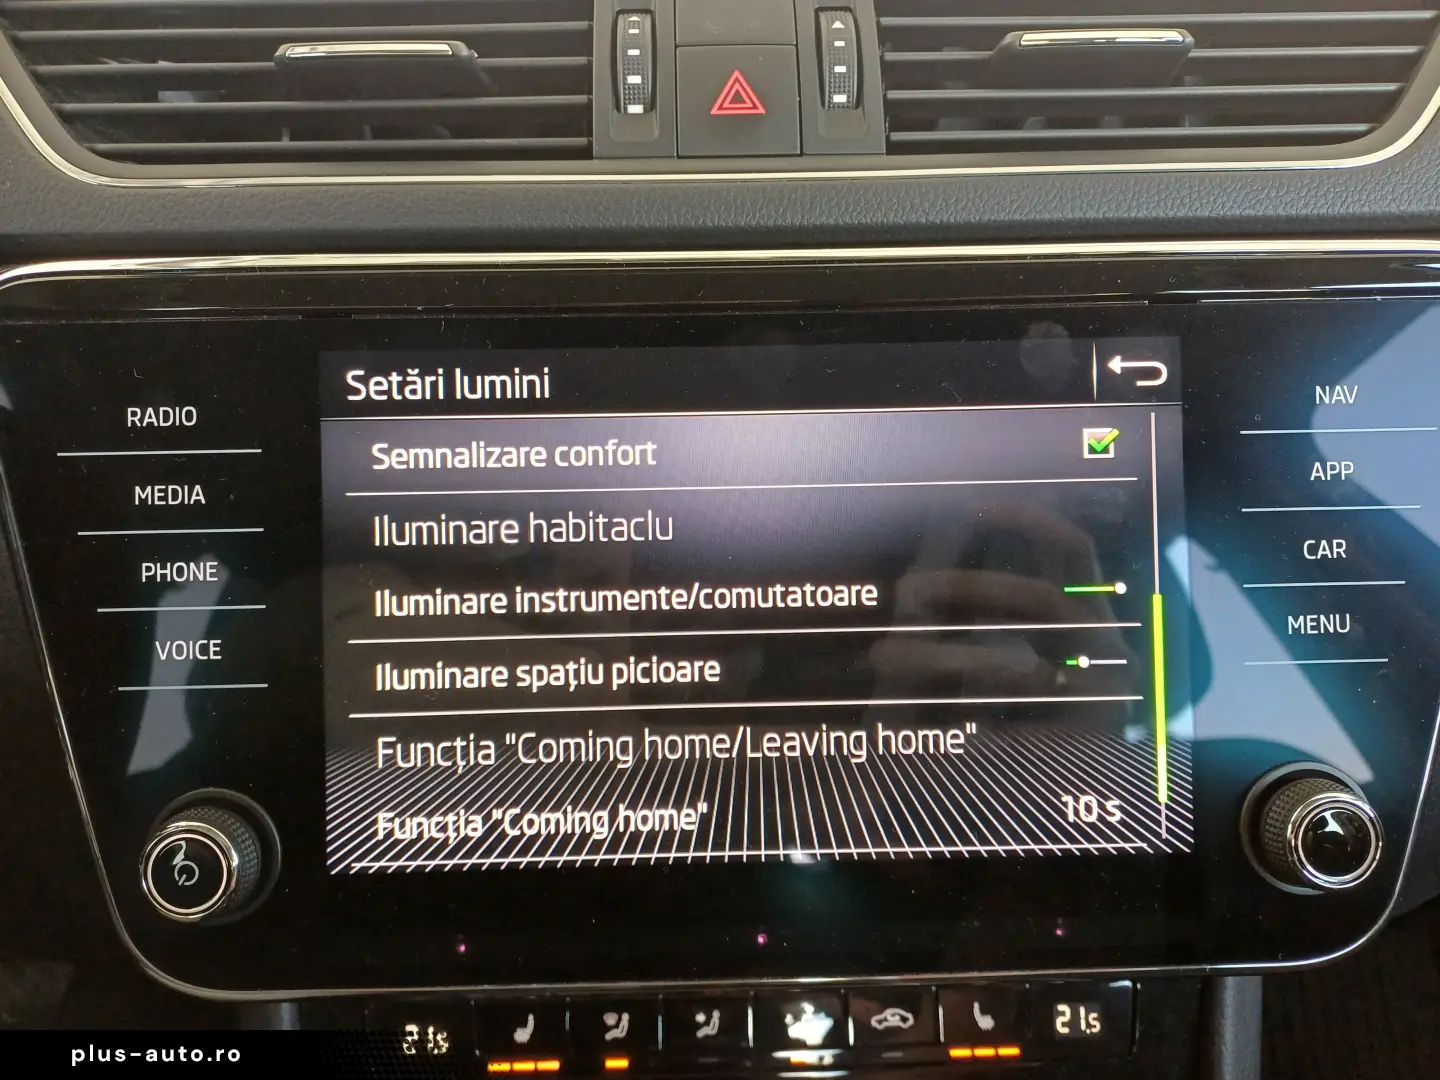 Setări lumini
RADIO
MEDIA
PHONE
VOICE
Semnalizare confort
Iluminare habitaclu
Iluminare instrumente/comutatoare
Iluminare spațiu picioare
Funcția "Coming home/Leaving home"
Funcția "Coming home" 10 s
NAV
APP
CAR
MENU
21.5
21.5
plus-auto.ro